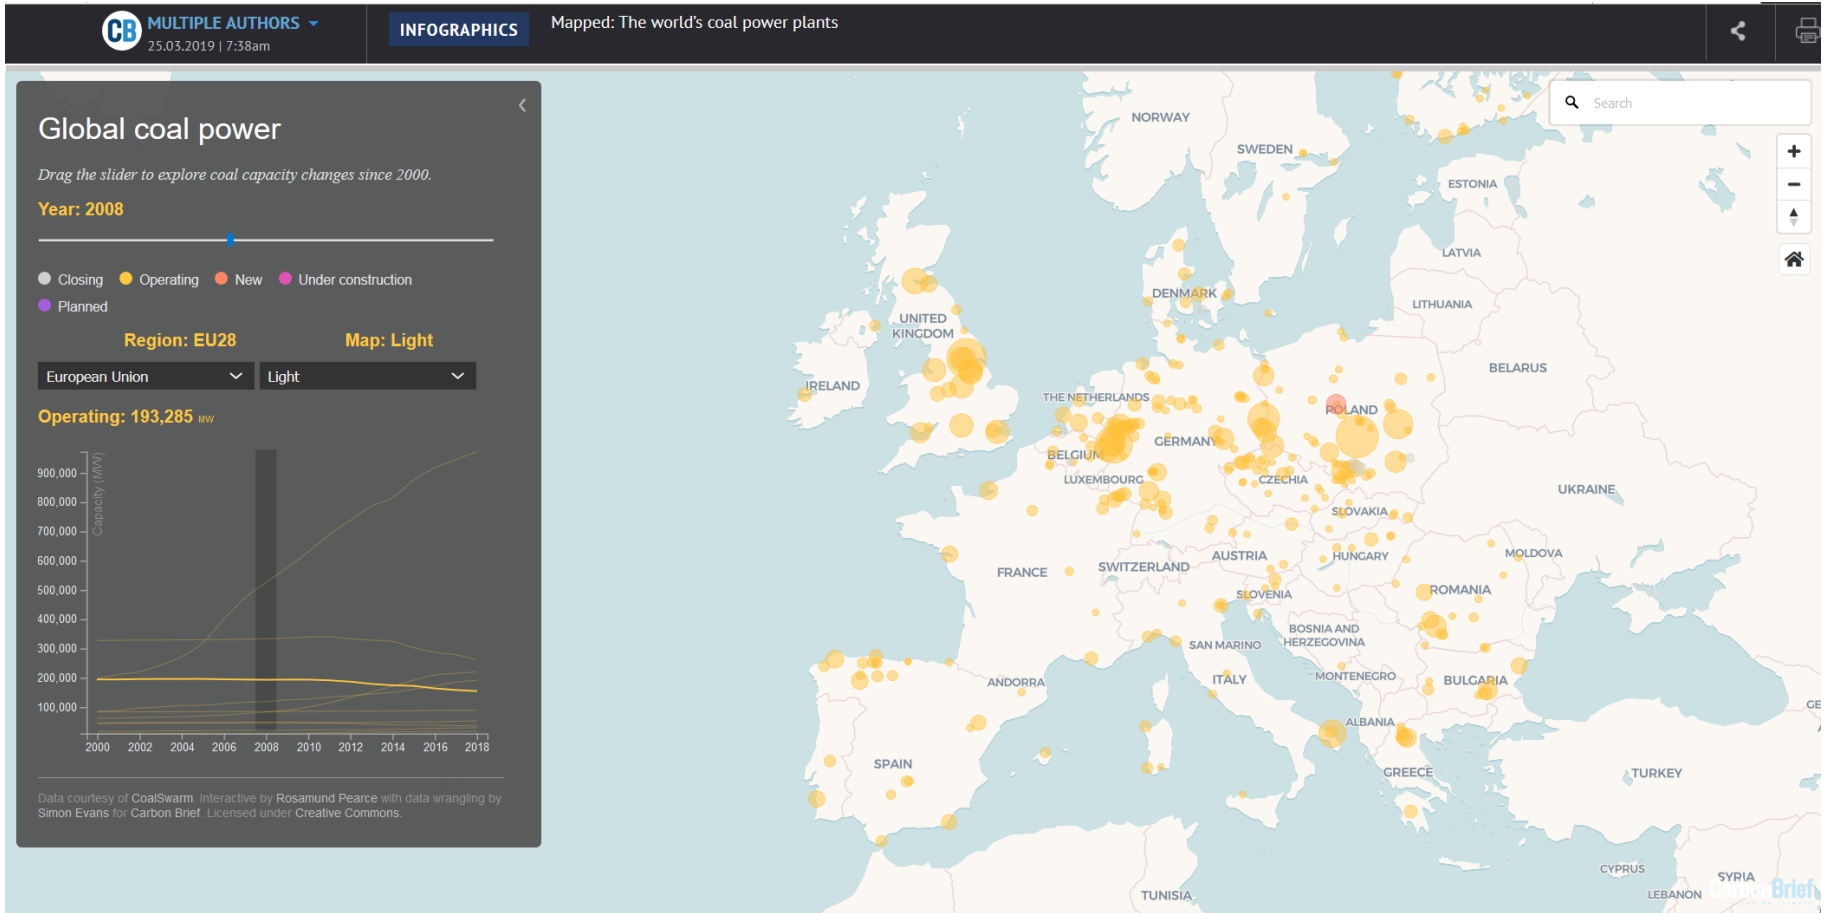 CB
MULTIPLE AUTHORS
25.03.2019 | 7:38am
INFOGRAPHICS
Mapped: The world's coal power plants
Global coal power
Drag the slider to explore coal capacity changes since 2000.
Year: 2008
Closing Operating New Under construction
Planned
Region: EU28 Map: Light
European Union Light
Operating: 193,285 MW
Capacity (MW)
900,000
800,000
700,000
600,000
500,000
400,000
300,000
200,000
100,000
2000 2002 2004 2006 2008 2010 2012 2014 2016 2018
Data courtesy of CoalSwarm. Interactive by Rosamund Pearce with data wrangling by
Simon Evans for Carbon Brief. Licensed under Creative Commons.
Search
NORWAY
SWEDEN
ESTONIA
LATVIA
LITHUANIA
DENMARK
UNITED
KINGDOM
IRELAND
BELARUS
THE NETHERLANDS
POLAND
GERMANY
BELGIUM
LUXEMBOURG
CZECHIA
UKRAINE
SLOVAKIA
AUSTRIA
HUNGARY
MOLDOVA
FRANCE
SWITZERLAND
SLOVENIA
ROMANIA
BOSNIA AND
HERZEGOVINA
SAN MARINO
ITALY
MONTENEGRO
BULGARIA
ANDORRA
ALBANIA
GE
SPAIN
GREECE
TURKEY
CYPRUS
SYRIA
LEBANON
TUNISIA
CarbonBrief